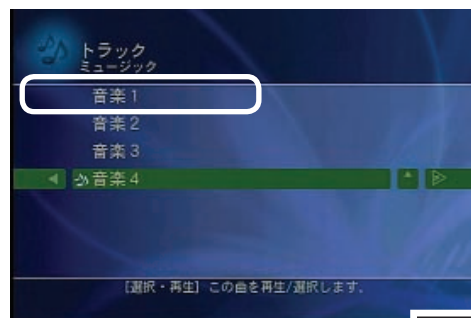 トラック
ミュージック
音楽1
音楽2
音楽3
音楽4
[選択・再生] この曲を再生/選択します。